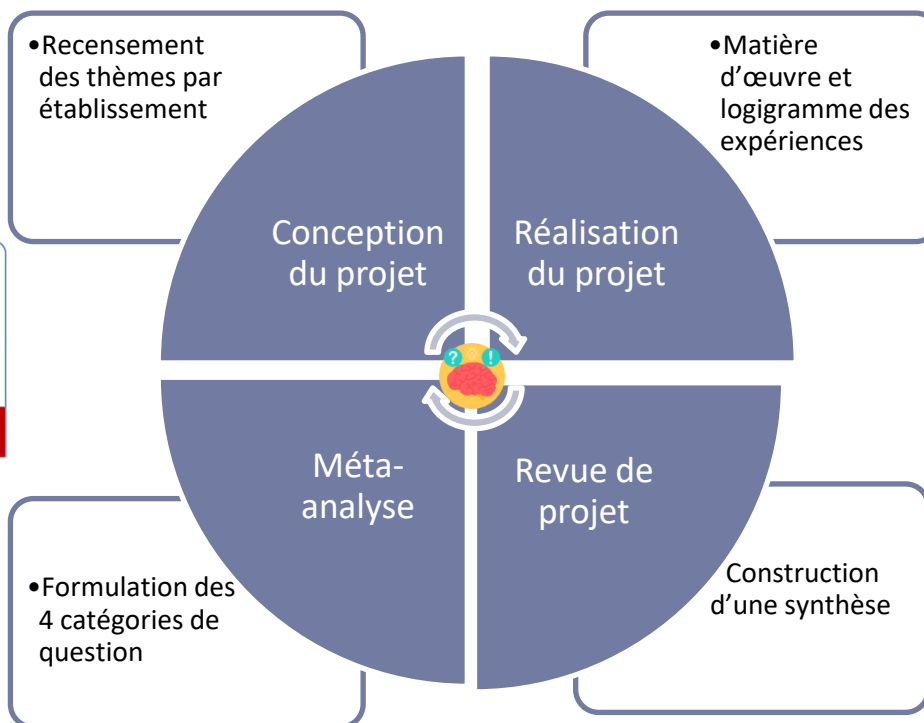 •Recensement
des thèmes par
établissement
•Matière
d’œuvre et
logigramme des
expériences
Conception
du projet
Réalisation
du projet
? !
Méta-
analyse
Revue de
projet
•Formulation des
4 catégories de
question
Construction
d’une synthèse